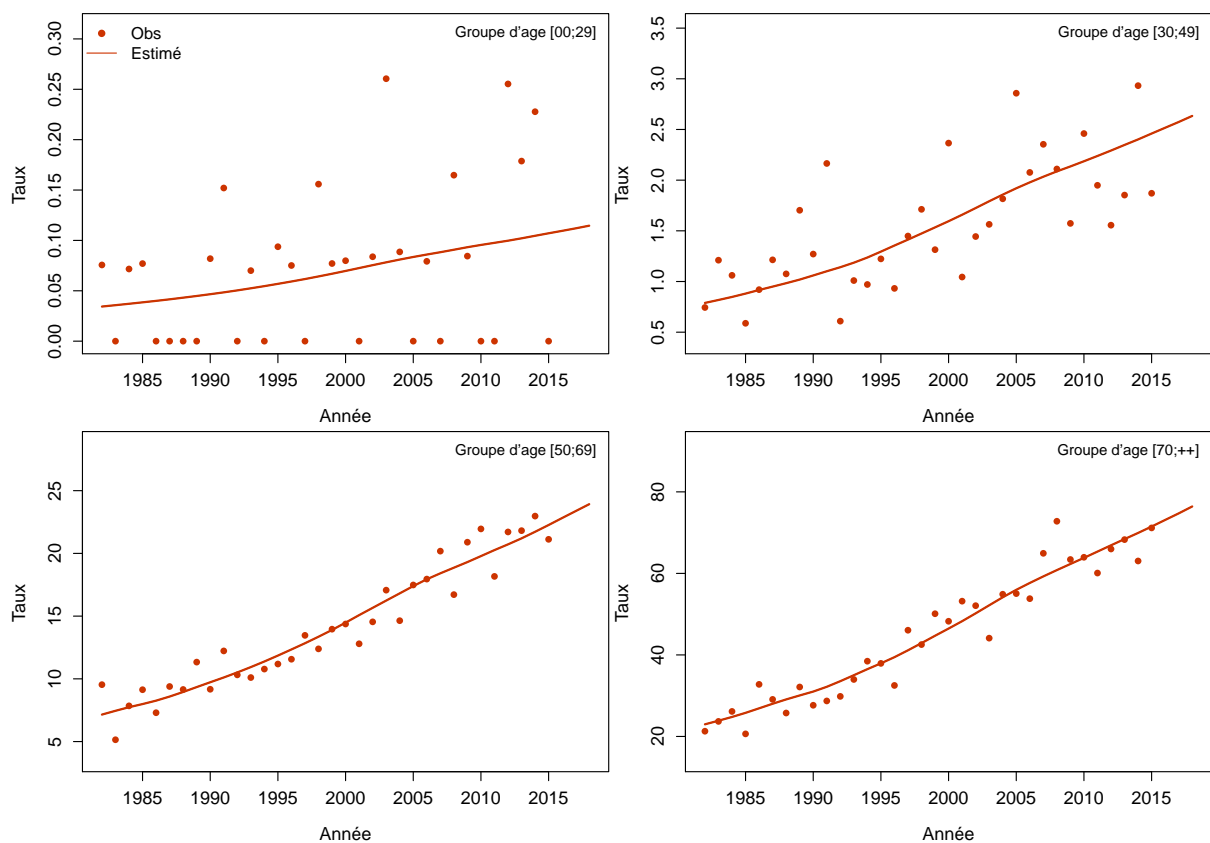 Obs
Estimé
Groupe d'age [00;29]
0.00 0.05 0.10 0.15 0.20 0.25 0.30
Taux
1985 1990 1995 2000 2005 2010 2015
Année
Groupe d'age [30;49]
0.5 1.0 1.5 2.0 2.5 3.0 3.5
Taux
1985 1990 1995 2000 2005 2010 2015
Année
Groupe d'age [50;69]
5 10 15 20 25
Taux
1985 1990 1995 2000 2005 2010 2015
Année
Groupe d'age [70;++]
20 40 60 80
Taux
1985 1990 1995 2000 2005 2010 2015
Année